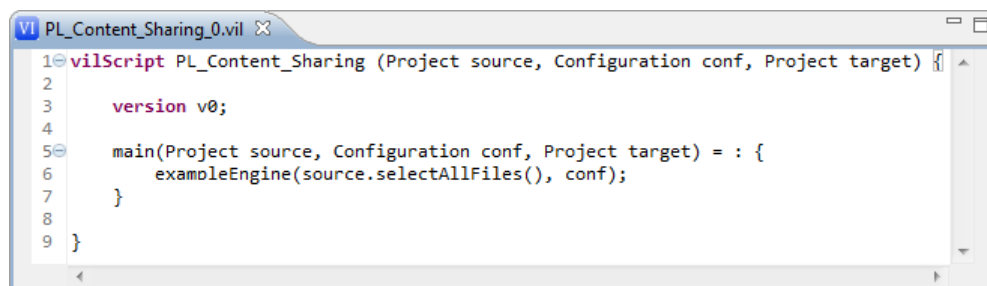 VI PL_Content_Sharing_0.vil
1 vilScript PL_Content_Sharing (Project source, Configuration conf, Project target) {
2
3 version v0;
4
5 main(Project source, Configuration conf, Project target) = : {
6 exampleEngine(source.selectAllFiles(), conf);
7 }
8
9 }